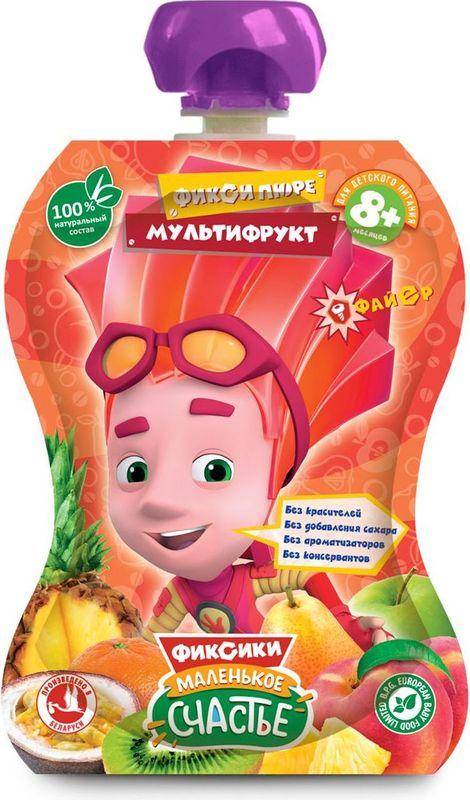 ФИКСИ ПЮРЕ
МУЛЬТИФРУКТ
100%
натуральный
состав
ДЛЯ ДЕТСКОГО ПИТАНИЯ
8+
месяцев
ФАЙЕР
Без красителей
Без добавления сахара
Без ароматизаторов
Без консервантов
ФИКСИКИ
МАЛЕНЬКОЕ
СЧАСТЬЕ
ПРОИЗВЕДЕНО В
БЕЛАРУСИ
B.P.G. EUROPEAN
BABY FOOD LIMITED